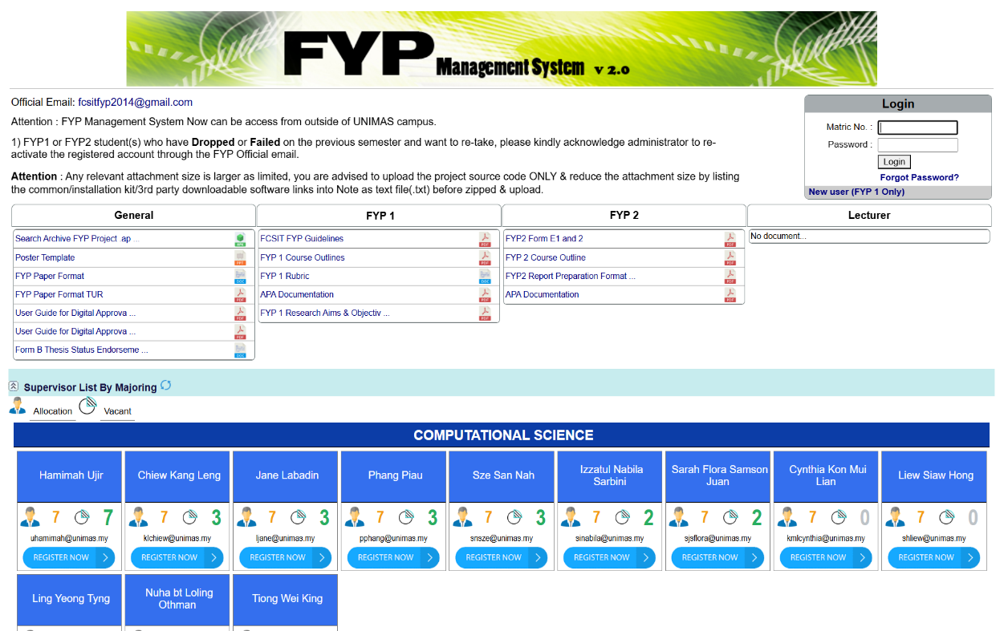 FYP Management System v 2.0
Official Email: fcsitfyp2014@gmail.com
Attention : FYP Management System Now can be access from outside of UNIMAS campus.
1) FYP1 or FYP2 student(s) who have Dropped or Failed on the previous semester and want to re-take, please kindly acknowledge administrator to re-
activate the registered account through the FYP Official email.
Attention : Any relevant attachment size is larger as limited, you are advised to upload the project source code ONLY & reduce the attachment size by listing
the common/installation kit/3rd party downloadable software links into Note as text file(.txt) before zipped & upload.
Login
Matric No. :
Password :
Login
Forgot Password?
New user (FYP 1 Only)
General
Search Archive FYP Project .ap ...
Poster Template
FYP Paper Format
FYP Paper Format TUR
User Guide for Digital Approva ...
User Guide for Digital Approva ...
Form B Thesis Status Endorseme ...
FYP 1
FCSIT FYP Guidelines
FYP 1 Course Outlines
FYP 1 Rubric
APA Documentation
FYP 1 Research Aims & Objectiv ...
FYP 2
FYP2 Form E1 and 2
FYP 2 Course Outline
FYP2 Report Preparation Format ...
APA Documentation
Lecturer
No document...
Supervisor List By Majoring
Allocation Vacant
COMPUTATIONAL SCIENCE
Hamimah Ujir
7 7
uhamimah@unimas.my
REGISTER NOW
Chiew Kang Leng
7 3
klchiew@unimas.my
REGISTER NOW
Jane Labadin
7 3
ljane@unimas.my
REGISTER NOW
Phang Piau
7 3
pphang@unimas.my
REGISTER NOW
Sze San Nah
7 3
snsze@unimas.my
REGISTER NOW
Izzatul Nabila
Sarbini
7 2
sinabila@unimas.my
REGISTER NOW
Sarah Flora Samson
Juan
7 2
sjsflora@unimas.my
REGISTER NOW
Cynthia Kon Mui
Lian
7 0
kmlcynthia@unimas.my
REGISTER NOW
Liew Siaw Hong
7 0
shliew@unimas.my
REGISTER NOW
Ling Yeong Tyng
Nuha bt Loling
Othman
Tiong Wei King